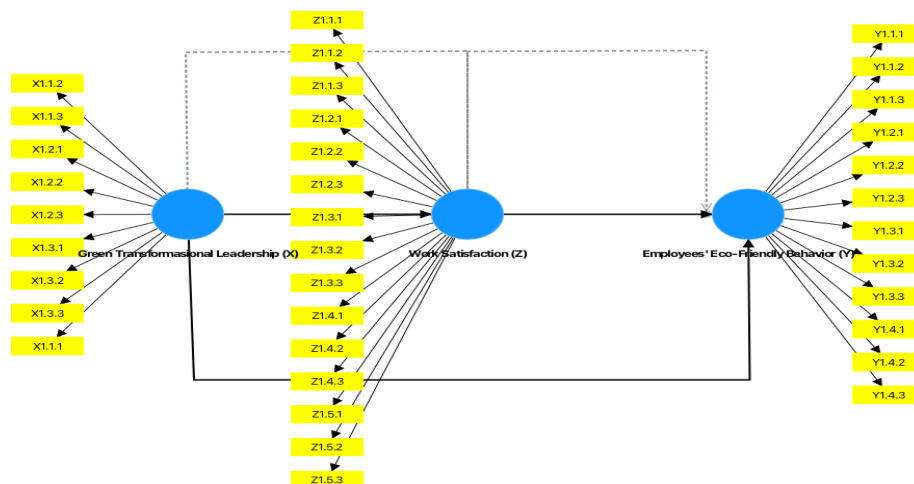 X1.1.2
X1.1.3
X1.2.1
X1.2.2
X1.2.3
X1.3.1
X1.3.2
X1.3.3
X1.1.1
Green Transformasional Leadership (X)
Z1.1.1
Z1.1.2
Z1.1.3
Z1.2.1
Z1.2.2
Z1.2.3
Z1.3.1
Z1.3.2
Z1.3.3
Z1.4.1
Z1.4.2
Z1.4.3
Z1.5.1
Z1.5.2
Z1.5.3
Work Satisfaction (Z)
Y1.1.1
Y1.1.2
Y1.1.3
Y1.2.1
Y1.2.2
Y1.2.3
Y1.3.1
Y1.3.2
Y1.3.3
Y1.4.1
Y1.4.2
Y1.4.3
Employees' Eco-Friendly Behavior (Y)